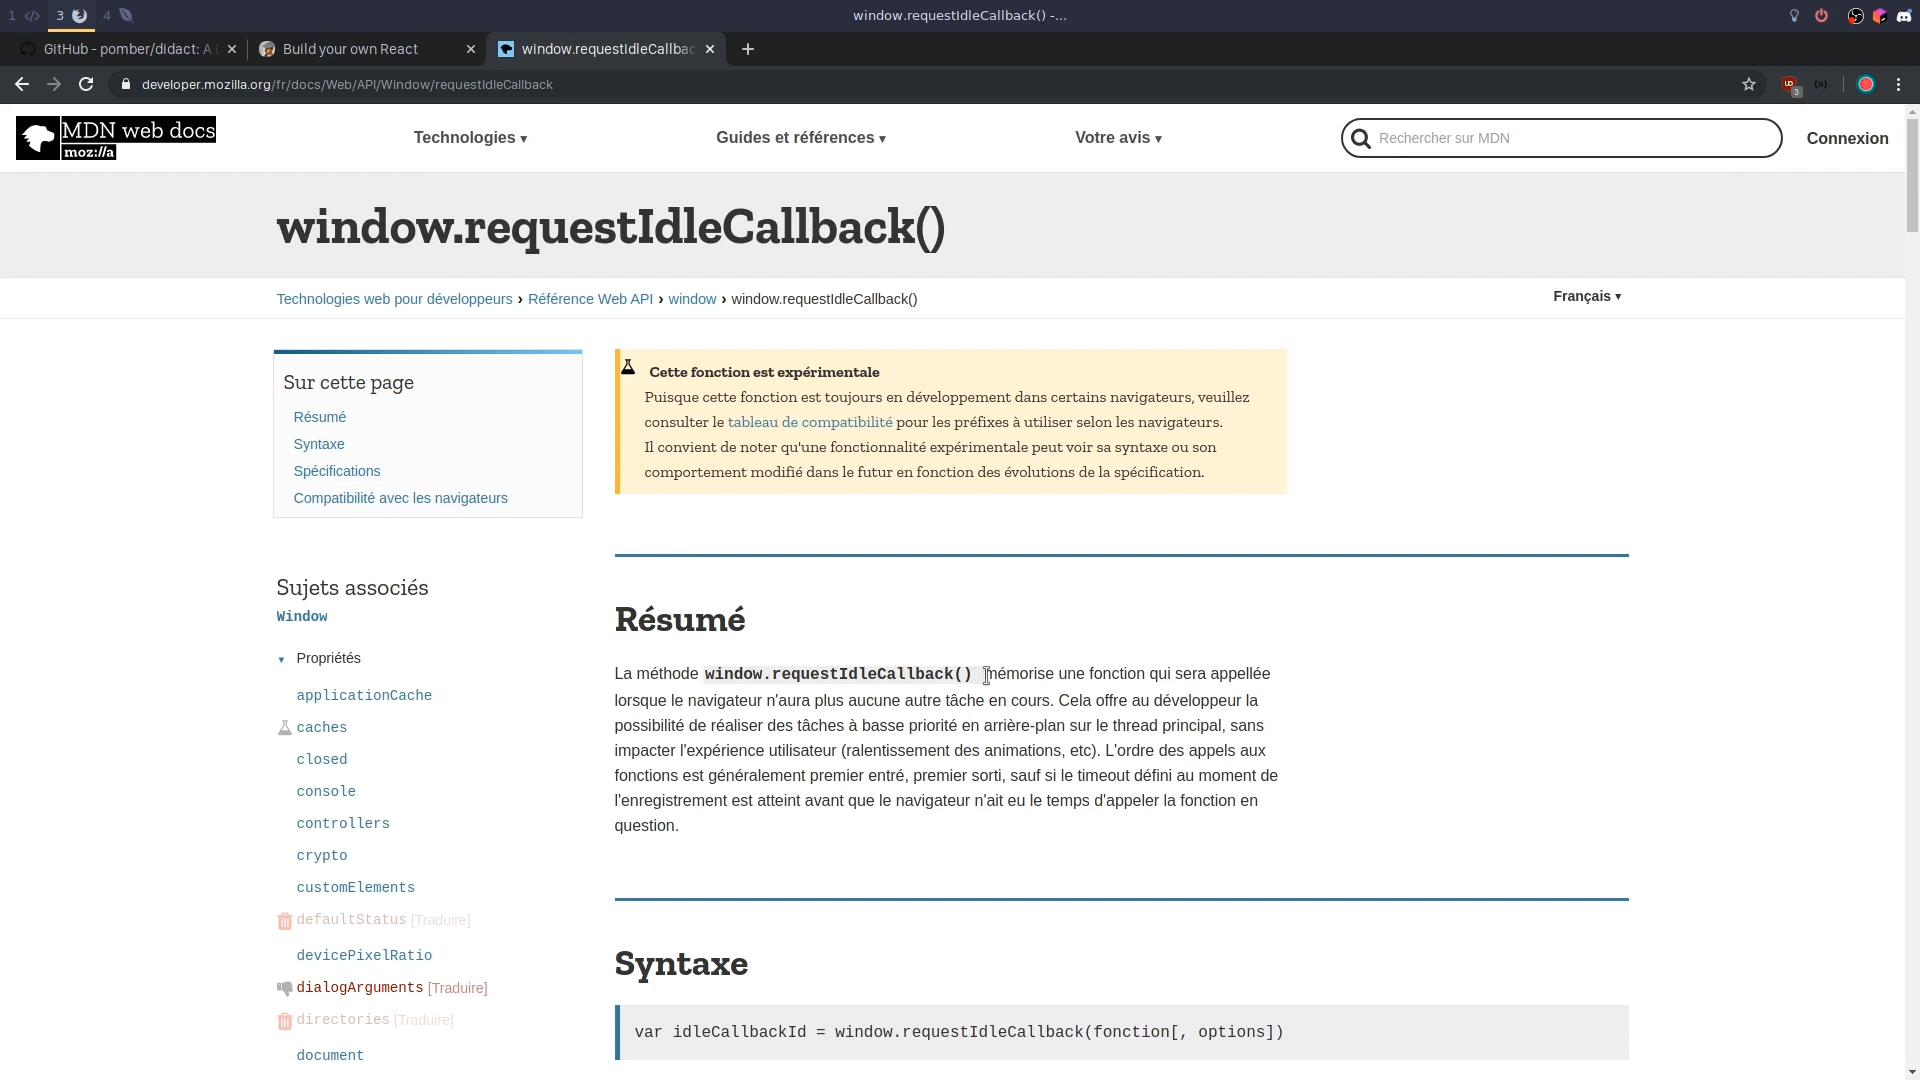 1 3 4 window.requestIdleCallback() -...
GitHub - pomber/didact: A Build your own React window.requestIdleCallbac
developer.mozilla.org/fr/docs/Web/API/Window/requestIdleCallback 3
MDN web docs
moz://a
Technologies ▾ Guides et références ▾ Votre avis ▾ Rechercher sur MDN Connexion
window.requestIdleCallback()
Technologies web pour développeurs › Référence Web API › window › window.requestIdleCallback() Français ▾
Sur cette page
Résumé
Syntaxe
Spécifications
Compatibilité avec les navigateurs
Cette fonction est expérimentale
Puisque cette fonction est toujours en développement dans certains navigateurs, veuillez
consulter le tableau de compatibilité pour les préfixes à utiliser selon les navigateurs.
Il convient de noter qu'une fonctionnalité expérimentale peut voir sa syntaxe ou son
comportement modifié dans le futur en fonction des évolutions de la spécification.
Sujets associés
Window
▾ Propriétés
applicationCache
caches
closed
console
controllers
crypto
customElements
defaultStatus [Traduire]
devicePixelRatio
dialogArguments [Traduire]
directories [Traduire]
document
Résumé
La méthode window.requestIdleCallback() mémorise une fonction qui sera appellée
lorsque le navigateur n'aura plus aucune autre tâche en cours. Cela offre au développeur la
possibilité de réaliser des tâches à basse priorité en arrière-plan sur le thread principal, sans
impacter l'expérience utilisateur (ralentissement des animations, etc). L'ordre des appels aux
fonctions est généralement premier entré, premier sorti, sauf si le timeout défini au moment de
l'enregistrement est atteint avant que le navigateur n'ait eu le temps d'appeler la fonction en
question.
Syntaxe
var idleCallbackId = window.requestIdleCallback(fonction[, options])